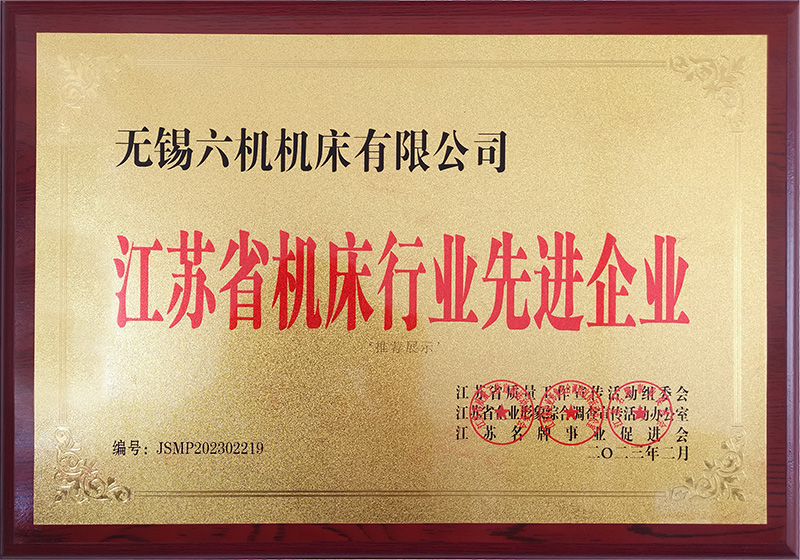 无锡六机机床有限公司
江苏省机床行业先进企业
‘推荐展示’
江苏省质量工作宣传活动组委会
江苏省企业形象综合调查宣传活动办公室
江苏名牌事业促进会
编号：JSMP202302219
二〇二三年二月